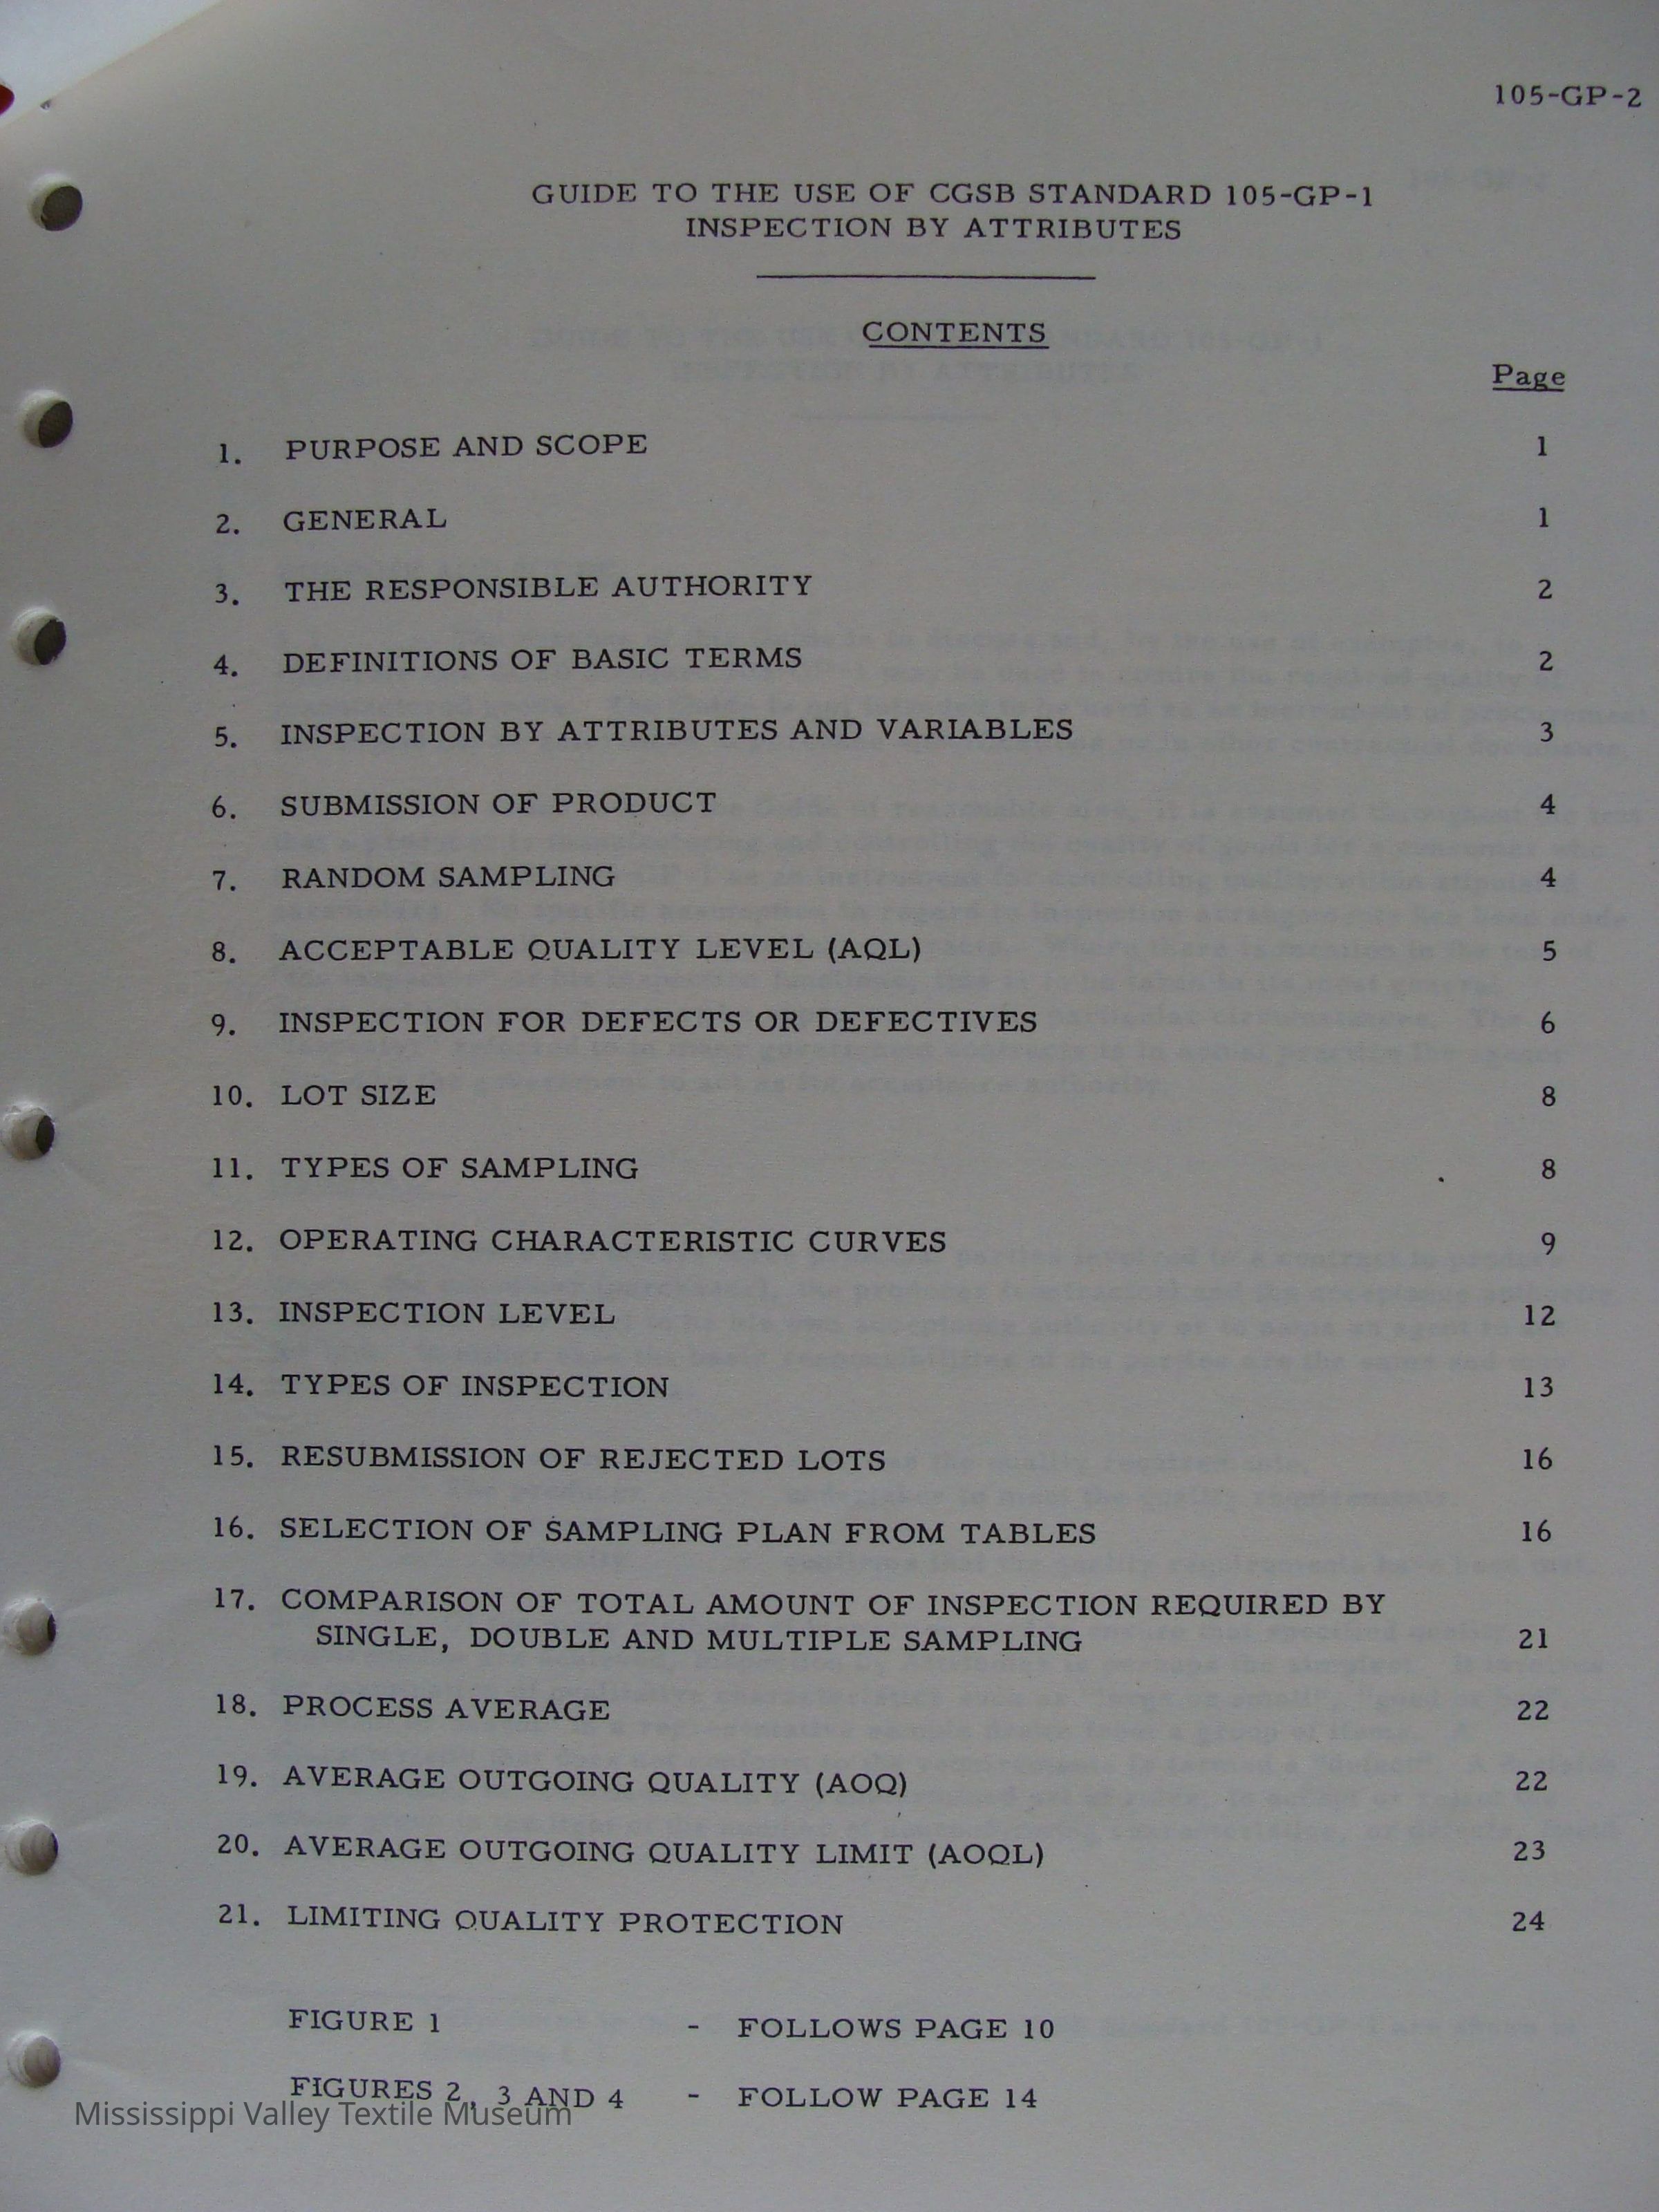 105-GP-2
GUIDE TO THE USE OF CGSB STANDARD 105-GP-1
INSPECTION BY ATTRIBUTES
CONTENTS
Page
1. PURPOSE AND SCOPE 1
2. GENERAL 1
3. THE RESPONSIBLE AUTHORITY 2
4. DEFINITIONS OF BASIC TERMS 2
5. INSPECTION BY ATTRIBUTES AND VARIABLES 3
6. SUBMISSION OF PRODUCT 4
7. RANDOM SAMPLING 4
8. ACCEPTABLE QUALITY LEVEL (AQL) 5
9. INSPECTION FOR DEFECTS OR DEFECTIVES 6
10. LOT SIZE 8
11. TYPES OF SAMPLING 8
12. OPERATING CHARACTERISTIC CURVES 9
13. INSPECTION LEVEL 12
14. TYPES OF INSPECTION 13
15. RESUBMISSION OF REJECTED LOTS 16
16. SELECTION OF SAMPLING PLAN FROM TABLES 16
17. COMPARISON OF TOTAL AMOUNT OF INSPECTION REQUIRED BY
SINGLE, DOUBLE AND MULTIPLE SAMPLING 21
18. PROCESS AVERAGE 22
19. AVERAGE OUTGOING QUALITY (AOQ) 22
20. AVERAGE OUTGOING QUALITY LIMIT (AOQL) 23
21. LIMITING QUALITY PROTECTION 24
FIGURE 1 - FOLLOWS PAGE 10
FIGURES 2, 3 AND 4 - FOLLOW PAGE 14
Mississippi Valley Textile Museum